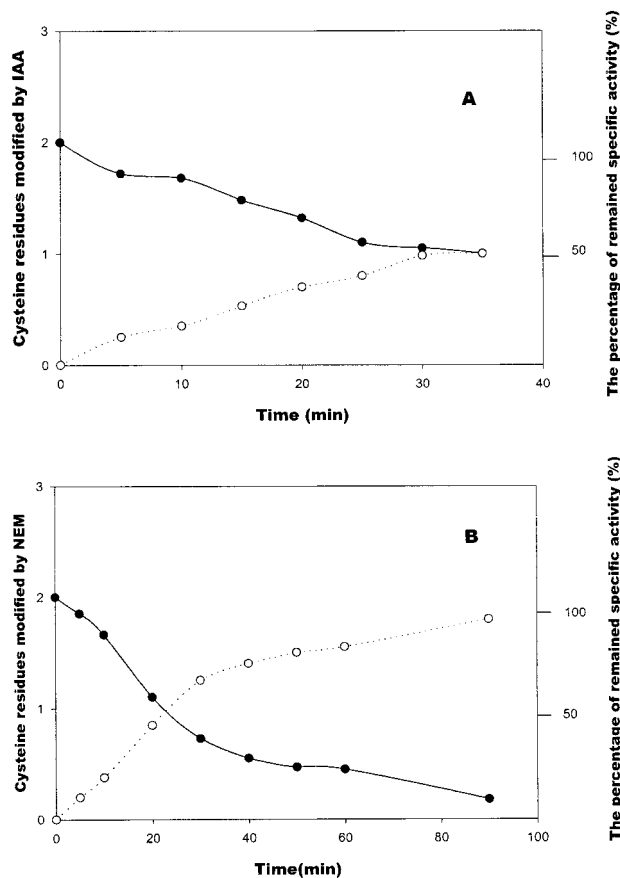 Cysteine residues modified by IAA
3
2
1
0
A
100
50
The percentage of remained specific activity (%)
0
10
20
30
40
Time (min)
Cysteine residues modified by NEM
3
2
1
0
B
100
50
The percentage of remained specific activity (%)
0
20
40
60
80
100
Time(min)